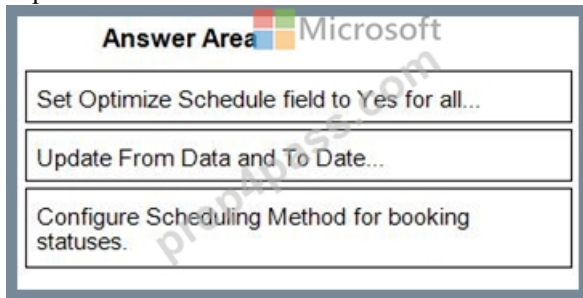 Answer Area
Microsoft
Set Optimize Schedule field to Yes for all...
Update From Data and To Date...
Configure Scheduling Method for booking
statuses.
prep4pass.com